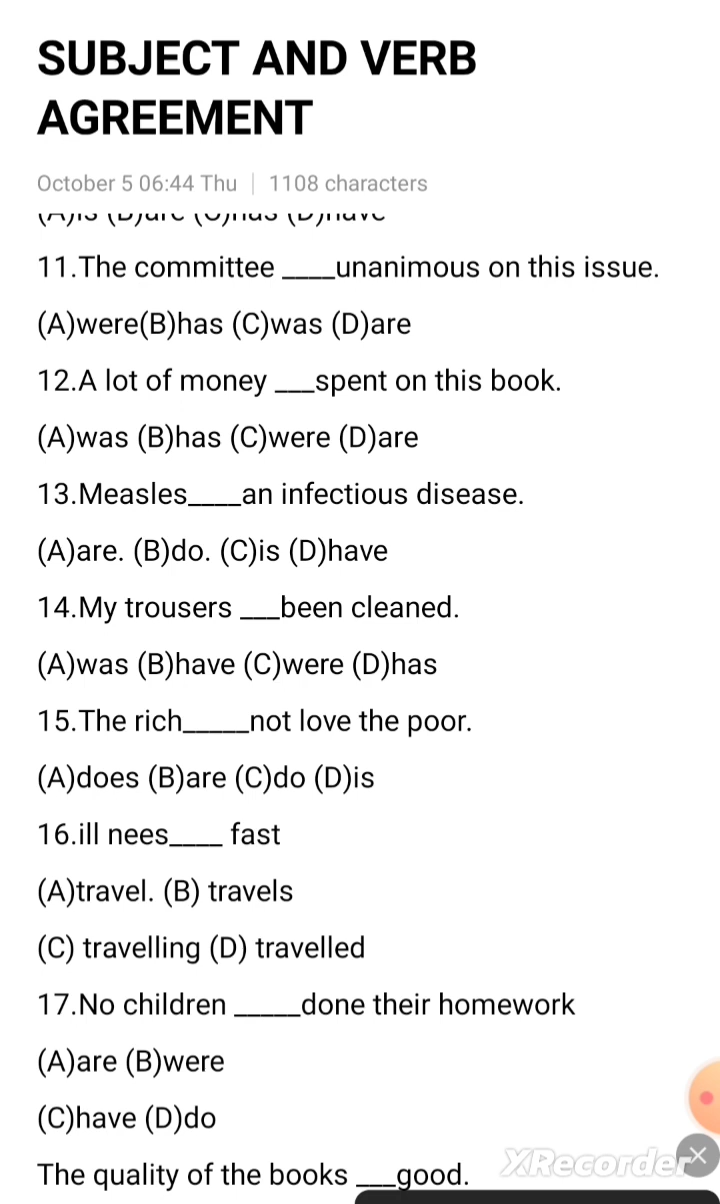 SUBJECT AND VERB
AGREEMENT
October 5 06:44 Thu | 1108 characters
(A)is (B)are (C)has (D)have
11.The committee ____unanimous on this issue.
(A)were(B)has (C)was (D)are
12.A lot of money ___spent on this book.
(A)was (B)has (C)were (D)are
13.Measles____an infectious disease.
(A)are. (B)do. (C)is (D)have
14.My trousers ___been cleaned.
(A)was (B)have (C)were (D)has
15.The rich_____not love the poor.
(A)does (B)are (C)do (D)is
16.ill nees____ fast
(A)travel. (B) travels
(C) travelling (D) travelled
17.No children _____done their homework
(A)are (B)were
(C)have (D)do
The quality of the books ___good.
XRecorder